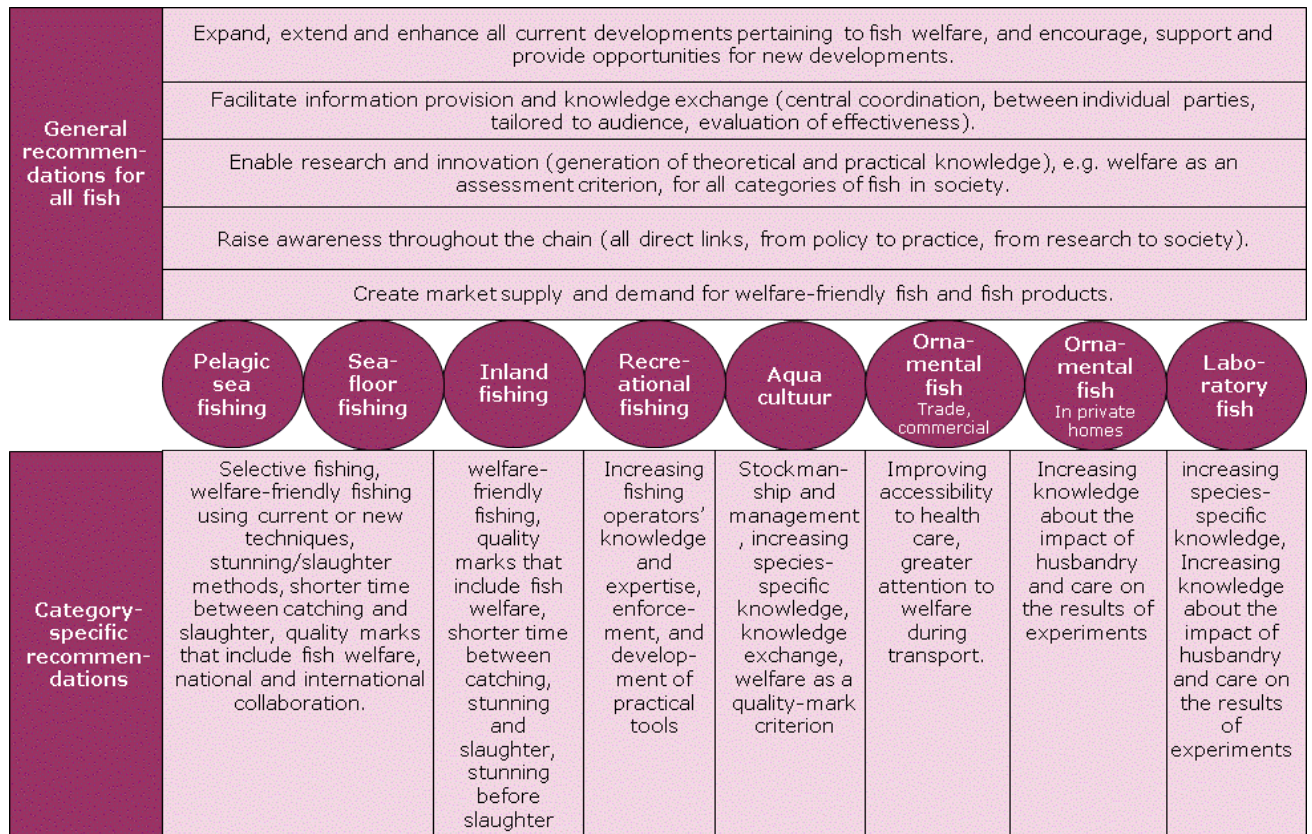 General
recommen-
dations for
all fish
Expand, extend and enhance all current developments pertaining to fish welfare, and encourage, support and
provide opportunities for new developments.
Facilitate information provision and knowledge exchange (central coordination, between individual parties,
tailored to audience, evaluation of effectiveness).
Enable research and innovation (generation of theoretical and practical knowledge), e.g. welfare as an
assessment criterion, for all categories of fish in society.
Raise awareness throughout the chain (all direct links, from policy to practice, from research to society).
Create market supply and demand for welfare-friendly fish and fish products.
Pelagic
sea
fishing
Sea-
floor
fishing
Inland
fishing
Recre-
ational
fishing
Aqua
cultuur
Orna-
mental
fish
Trade,
commercial
Orna-
mental
fish
In private
homes
Labo-
ratory
fish
Category-
specific
recommen-
dations
Selective fishing,
welfare-friendly fishing
using current or new
techniques,
stunning/slaughter
methods, shorter time
between catching and
slaughter, quality marks
that include fish welfare,
national and international
collaboration.
welfare-
friendly
fishing,
quality
marks that
include fish
welfare,
shorter time
between
catching,
stunning
and
slaughter,
stunning
before
slaughter
Increasing
fishing
operators'
knowledge
and
expertise,
enforce-
ment, and
develop-
ment of
practical
tools
Stockman-
ship and
management
, increasing
species-
specific
knowledge,
knowledge
exchange,
welfare as a
quality-mark
criterion
Improving
accessibility
to health
care,
greater
attention to
welfare
during
transport.
Increasing
knowledge
about the
impact of
husbandry
and care on
the results of
experiments
increasing
species-
specific
knowledge,
Increasing
knowledge
about the
impact of
husbandry
and care on
the results
of
experiments